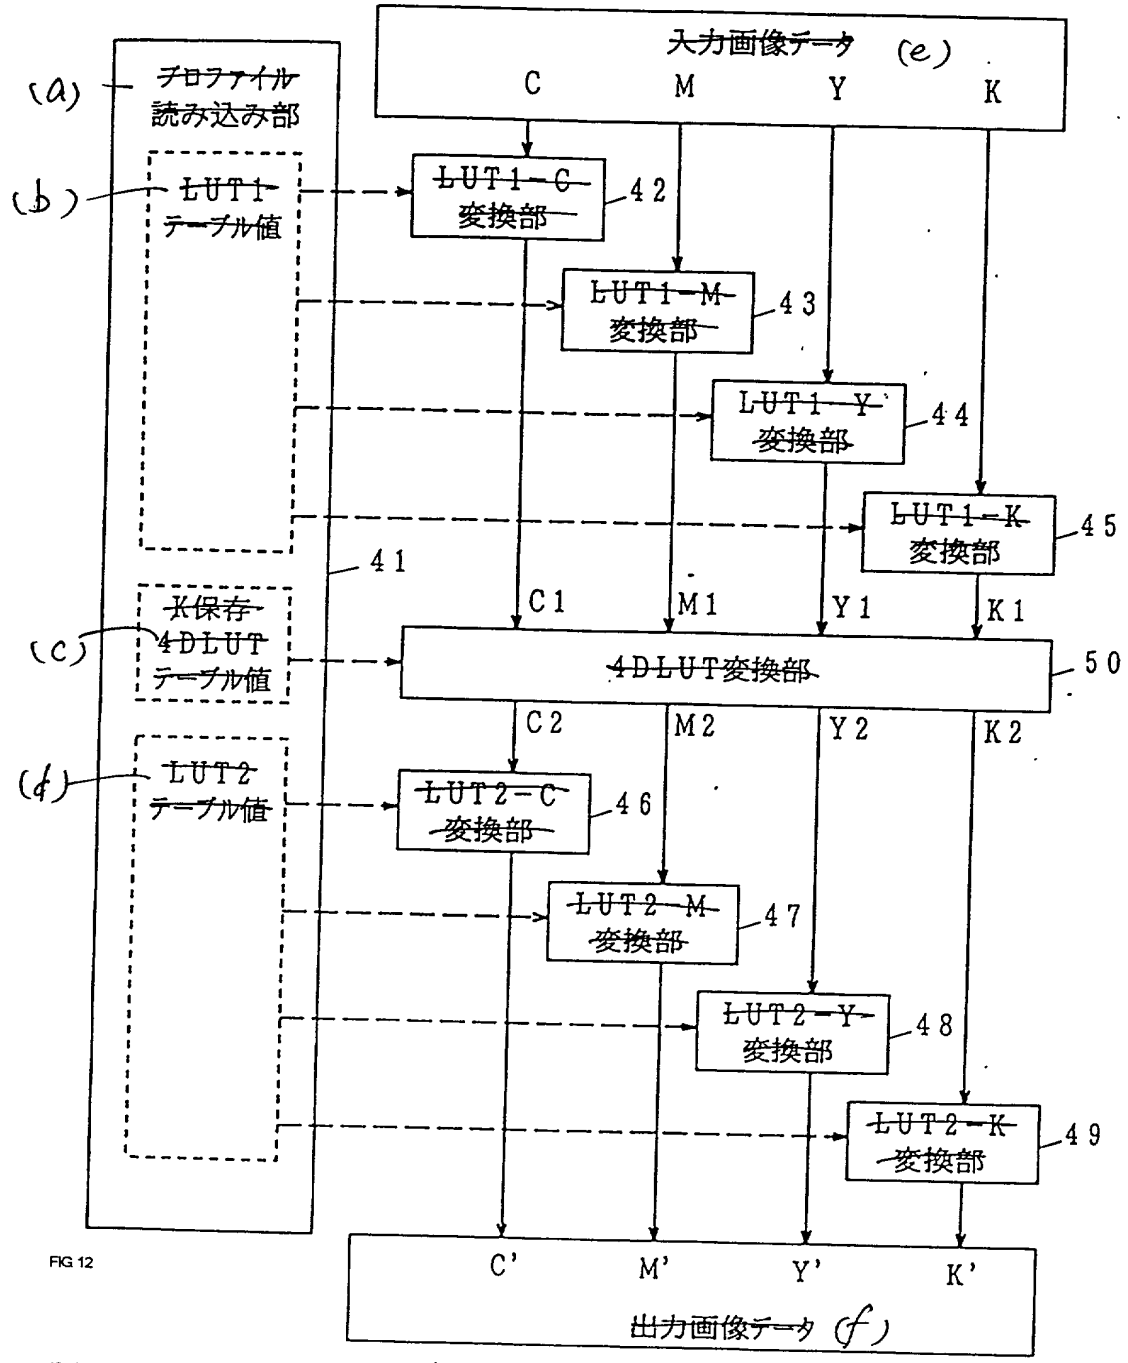 入力画像データ (e)
C M Y K
(a) プロファイル
読み込み部
(b) LUT1
テーブル値
LUT1-C
変換部
42
LUT1-M
変換部
43
LUT1-Y
変換部
44
LUT1-K
変換部
45
41
C1 M1 Y1 K1
(c) K保存
4DLUT
テーブル値
4DLUT変換部
50
C2 M2 Y2 K2
(d) LUT2
テーブル値
LUT2-C
変換部
46
LUT2-M
変換部
47
LUT2-Y
変換部
48
LUT2-K
変換部
49
FIG 12
C' M' Y' K'
出力画像データ (f)